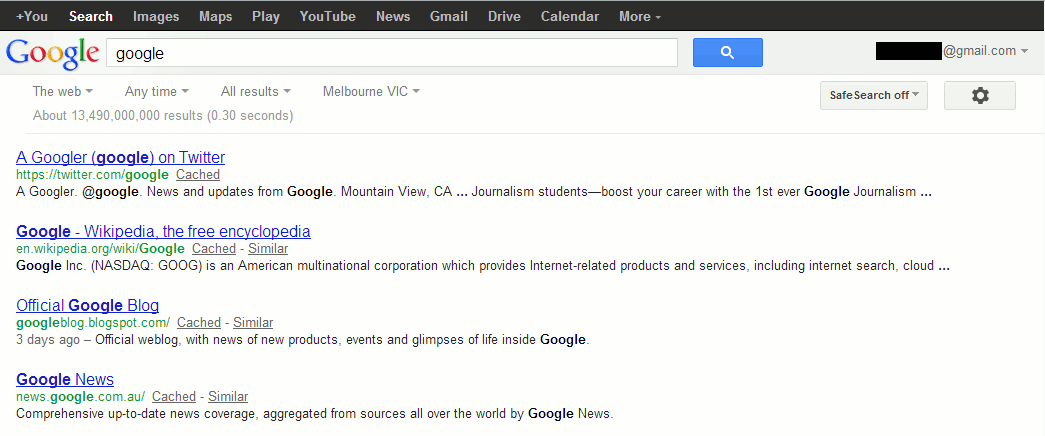 +You Search Images Maps Play YouTube News Gmail Drive Calendar More
Google google @gmail.com
The web Any time All results Melbourne VIC SafeSearch off
About 13,490,000,000 results (0.30 seconds)
A Googler (google) on Twitter
https://twitter.com/google Cached
A Googler. @google. News and updates from Google. Mountain View, CA ... Journalism students—boost your career with the 1st ever Google Journalism ...
Google - Wikipedia, the free encyclopedia
en.wikipedia.org/wiki/Google Cached - Similar
Google Inc. (NASDAQ: GOOG) is an American multinational corporation which provides Internet-related products and services, including internet search, cloud ...
Official Google Blog
googleblog.blogspot.com/ Cached - Similar
3 days ago – Official weblog, with news of new products, events and glimpses of life inside Google.
Google News
news.google.com.au/ Cached - Similar
Comprehensive up-to-date news coverage, aggregated from sources all over the world by Google News.